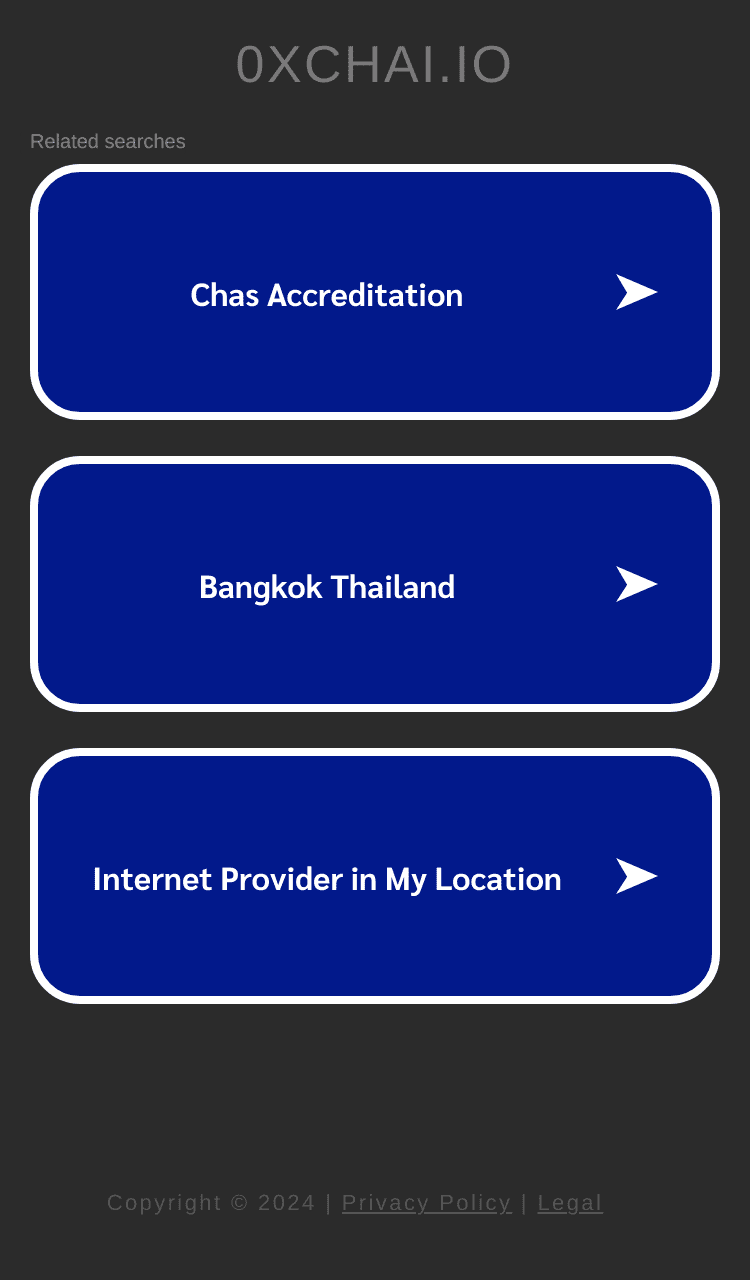 0XCHAI.IO
Related searches
Chas Accreditation
Bangkok Thailand
Internet Provider in My Location
Copyright © 2024 | Privacy Policy | Legal